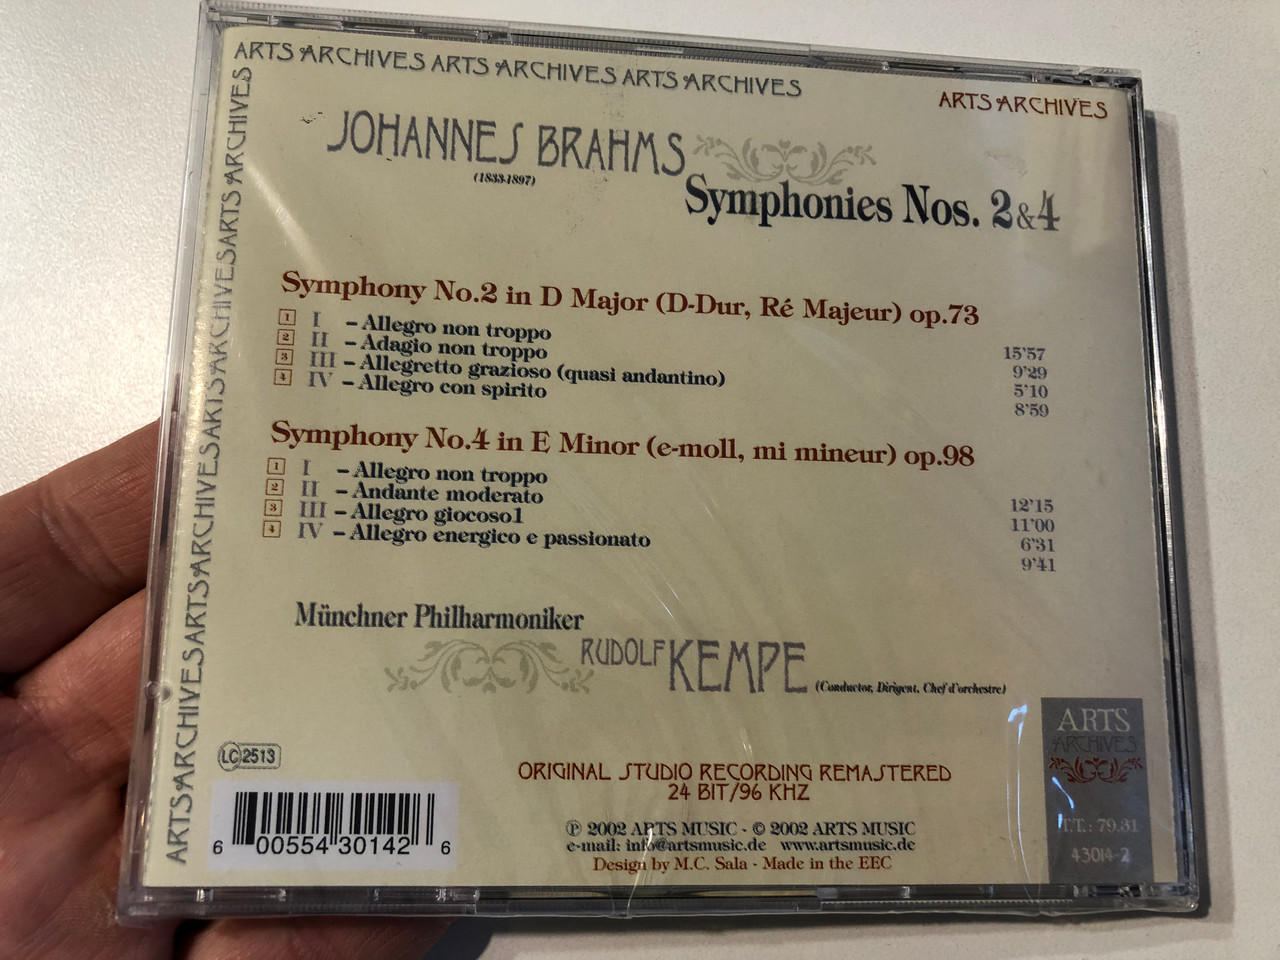 ARTS ARCHIVES ARTS ARCHIVES ARTS ARCHIVES
ARTS ARCHIVES
ARTSARCHIVESARTSARCHIVESARTSARCHIVESARTSARCHIVESARTS ARCHIVES
JOHANNES BRAHMS
(1833-1897)
Symphonies Nos. 2&4
Symphony No.2 in D Major (D-Dur, Ré Majeur) op.73
1 I – Allegro non troppo 15'57
2 II – Adagio non troppo 9'29
3 III – Allegretto grazioso (quasi andantino) 5'10
4 IV – Allegro con spirito 8'59
Symphony No.4 in E Minor (e-moll, mi mineur) op.98
1 I – Allegro non troppo 12'15
2 II – Andante moderato 11'00
3 III – Allegro giocoso1 6'31
4 IV – Allegro energico e passionato 9'41
Münchner Philharmoniker
RUDOLF KEMPE (Conductor, Dirigent, Chef d'orchestre)
LC 2513
ORIGINAL STUDIO RECORDING REMASTERED
24 BIT/96 KHZ
℗ 2002 ARTS MUSIC · © 2002 ARTS MUSIC
e-mail: info@artsmusic.de www.artsmusic.de
Design by M.C. Sala · Made in the EEC
6 00554 30142 6
ARTS
ARCHIVES
T.T.: 79.31
43014-2